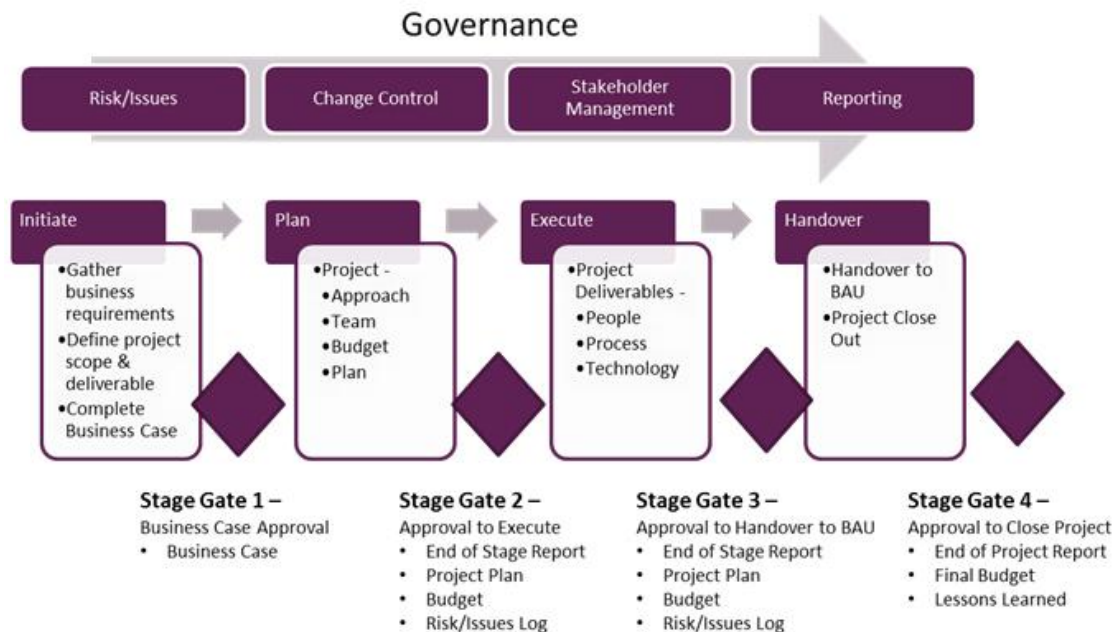 Governance
Risk/Issues
Change Control
Stakeholder
Management
Reporting
Initiate
•Gather
business
requirements
•Define project
scope &
deliverable
•Complete
Business Case
Plan
•Project -
•Approach
•Team
•Budget
•Plan
Execute
•Project
Deliverables -
•People
•Process
•Technology
Handover
•Handover to
BAU
•Project Close
Out
Stage Gate 1 –
Business Case Approval
• Business Case
Stage Gate 2 –
Approval to Execute
• End of Stage Report
• Project Plan
• Budget
• Risk/Issues Log
Stage Gate 3 –
Approval to Handover to BAU
• End of Stage Report
• Project Plan
• Budget
• Risk/Issues Log
Stage Gate 4 –
Approval to Close Project
• End of Project Report
• Final Budget
• Lessons Learned